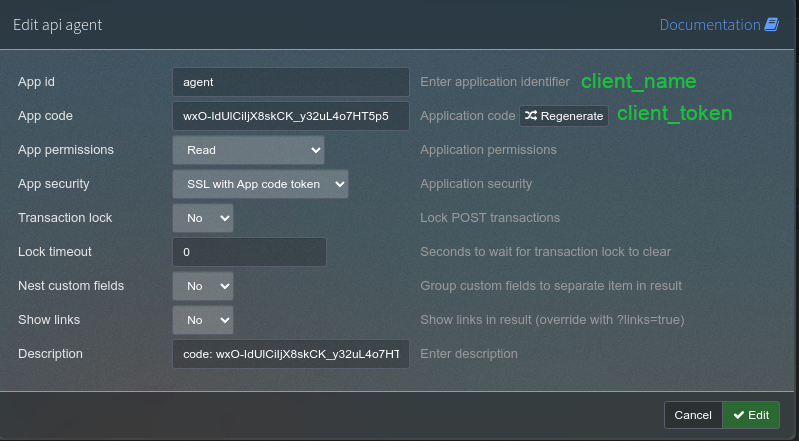 Edit api agent Documentation
App id agent Enter application identifier client_name
App code wxO-IdUlCiIjX8skCK_y32uL4o7HT5p5 Application code Regenerate client_token
App permissions Read Application permissions
App security SSL with App code token Application security
Transaction lock No Lock POST transactions
Lock timeout 0 Seconds to wait for transaction lock to clear
Nest custom fields No Group custom fields to separate item in result
Show links No Show links in result (override with ?links=true)
Description code: wxO-IdUlCiIjX8skCK_y32uL4o7HT Enter description
Cancel Edit